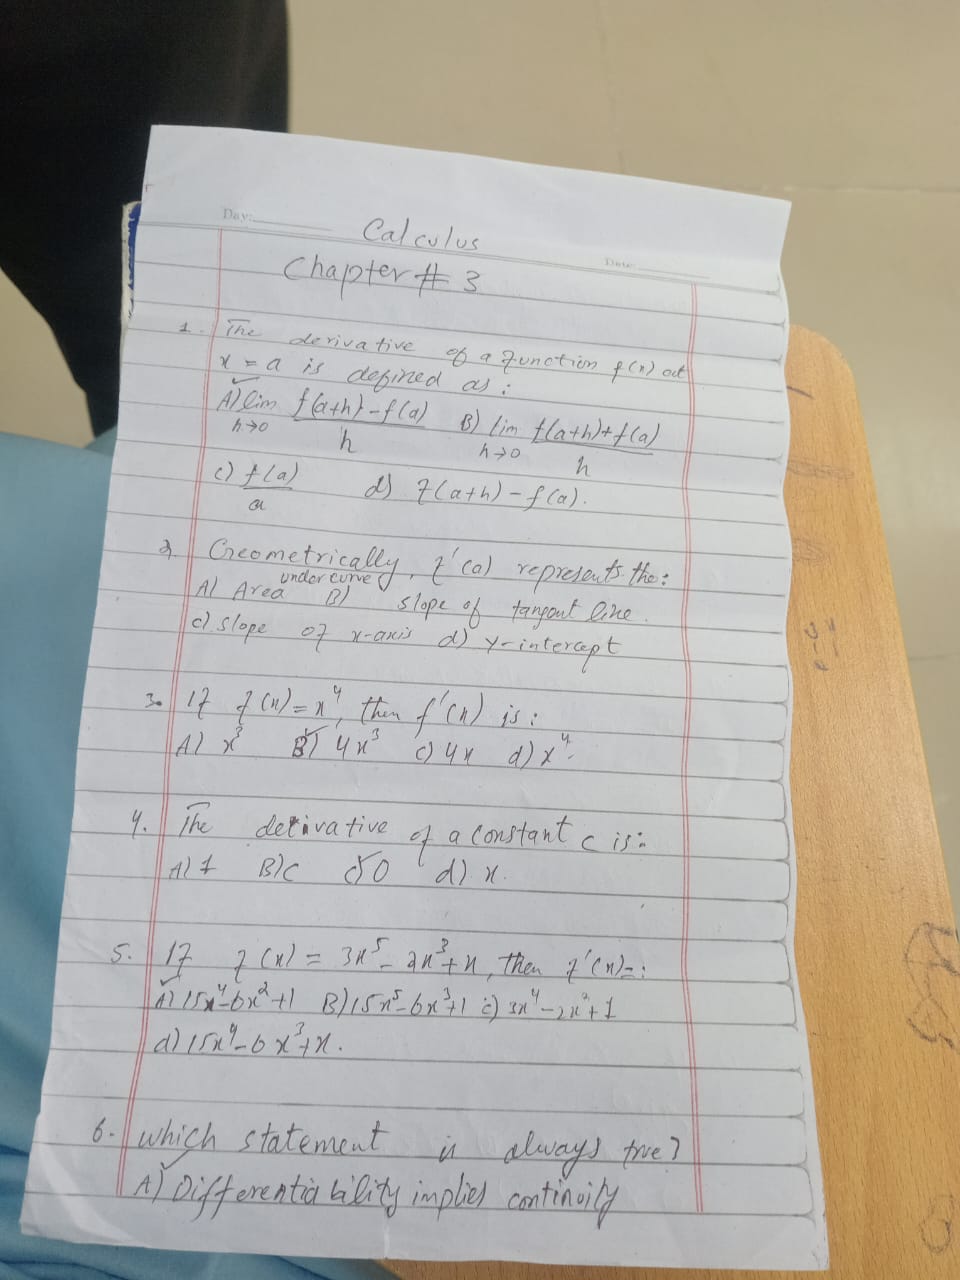 Day:
Calculus
Date:
Chapter # 3
1. The derivative of a function f(x) at
x = a is defined as:
A) lim h→0 f(a+h)-f(a) / h B) lim h→0 f(a+h)+f(a) / h
c) f(a) / a d) f(a+h) - f(a).
2 Geometrically, f'(a) represents the:
A) Area under curve B) slope of tangent line.
c) slope of x-axis d) y-intercept
3. If f(x) = x⁴, then f'(x) is:
A) x³ B) 4x³ c) 4x d) x⁴.
4. The derivative of a constant c is:
A) 1 B) c c) 0 d) x.
5. If f(x) = 3x⁵ - 2x³ + x, then f'(x)=:
A) 15x⁴-6x²+1 B) 15x⁵-6x³+1 c) 3x⁴-2x²+1
d) 15x⁴-6x³+x.
6. which statement is always true?
A) Differentiability implies continuity